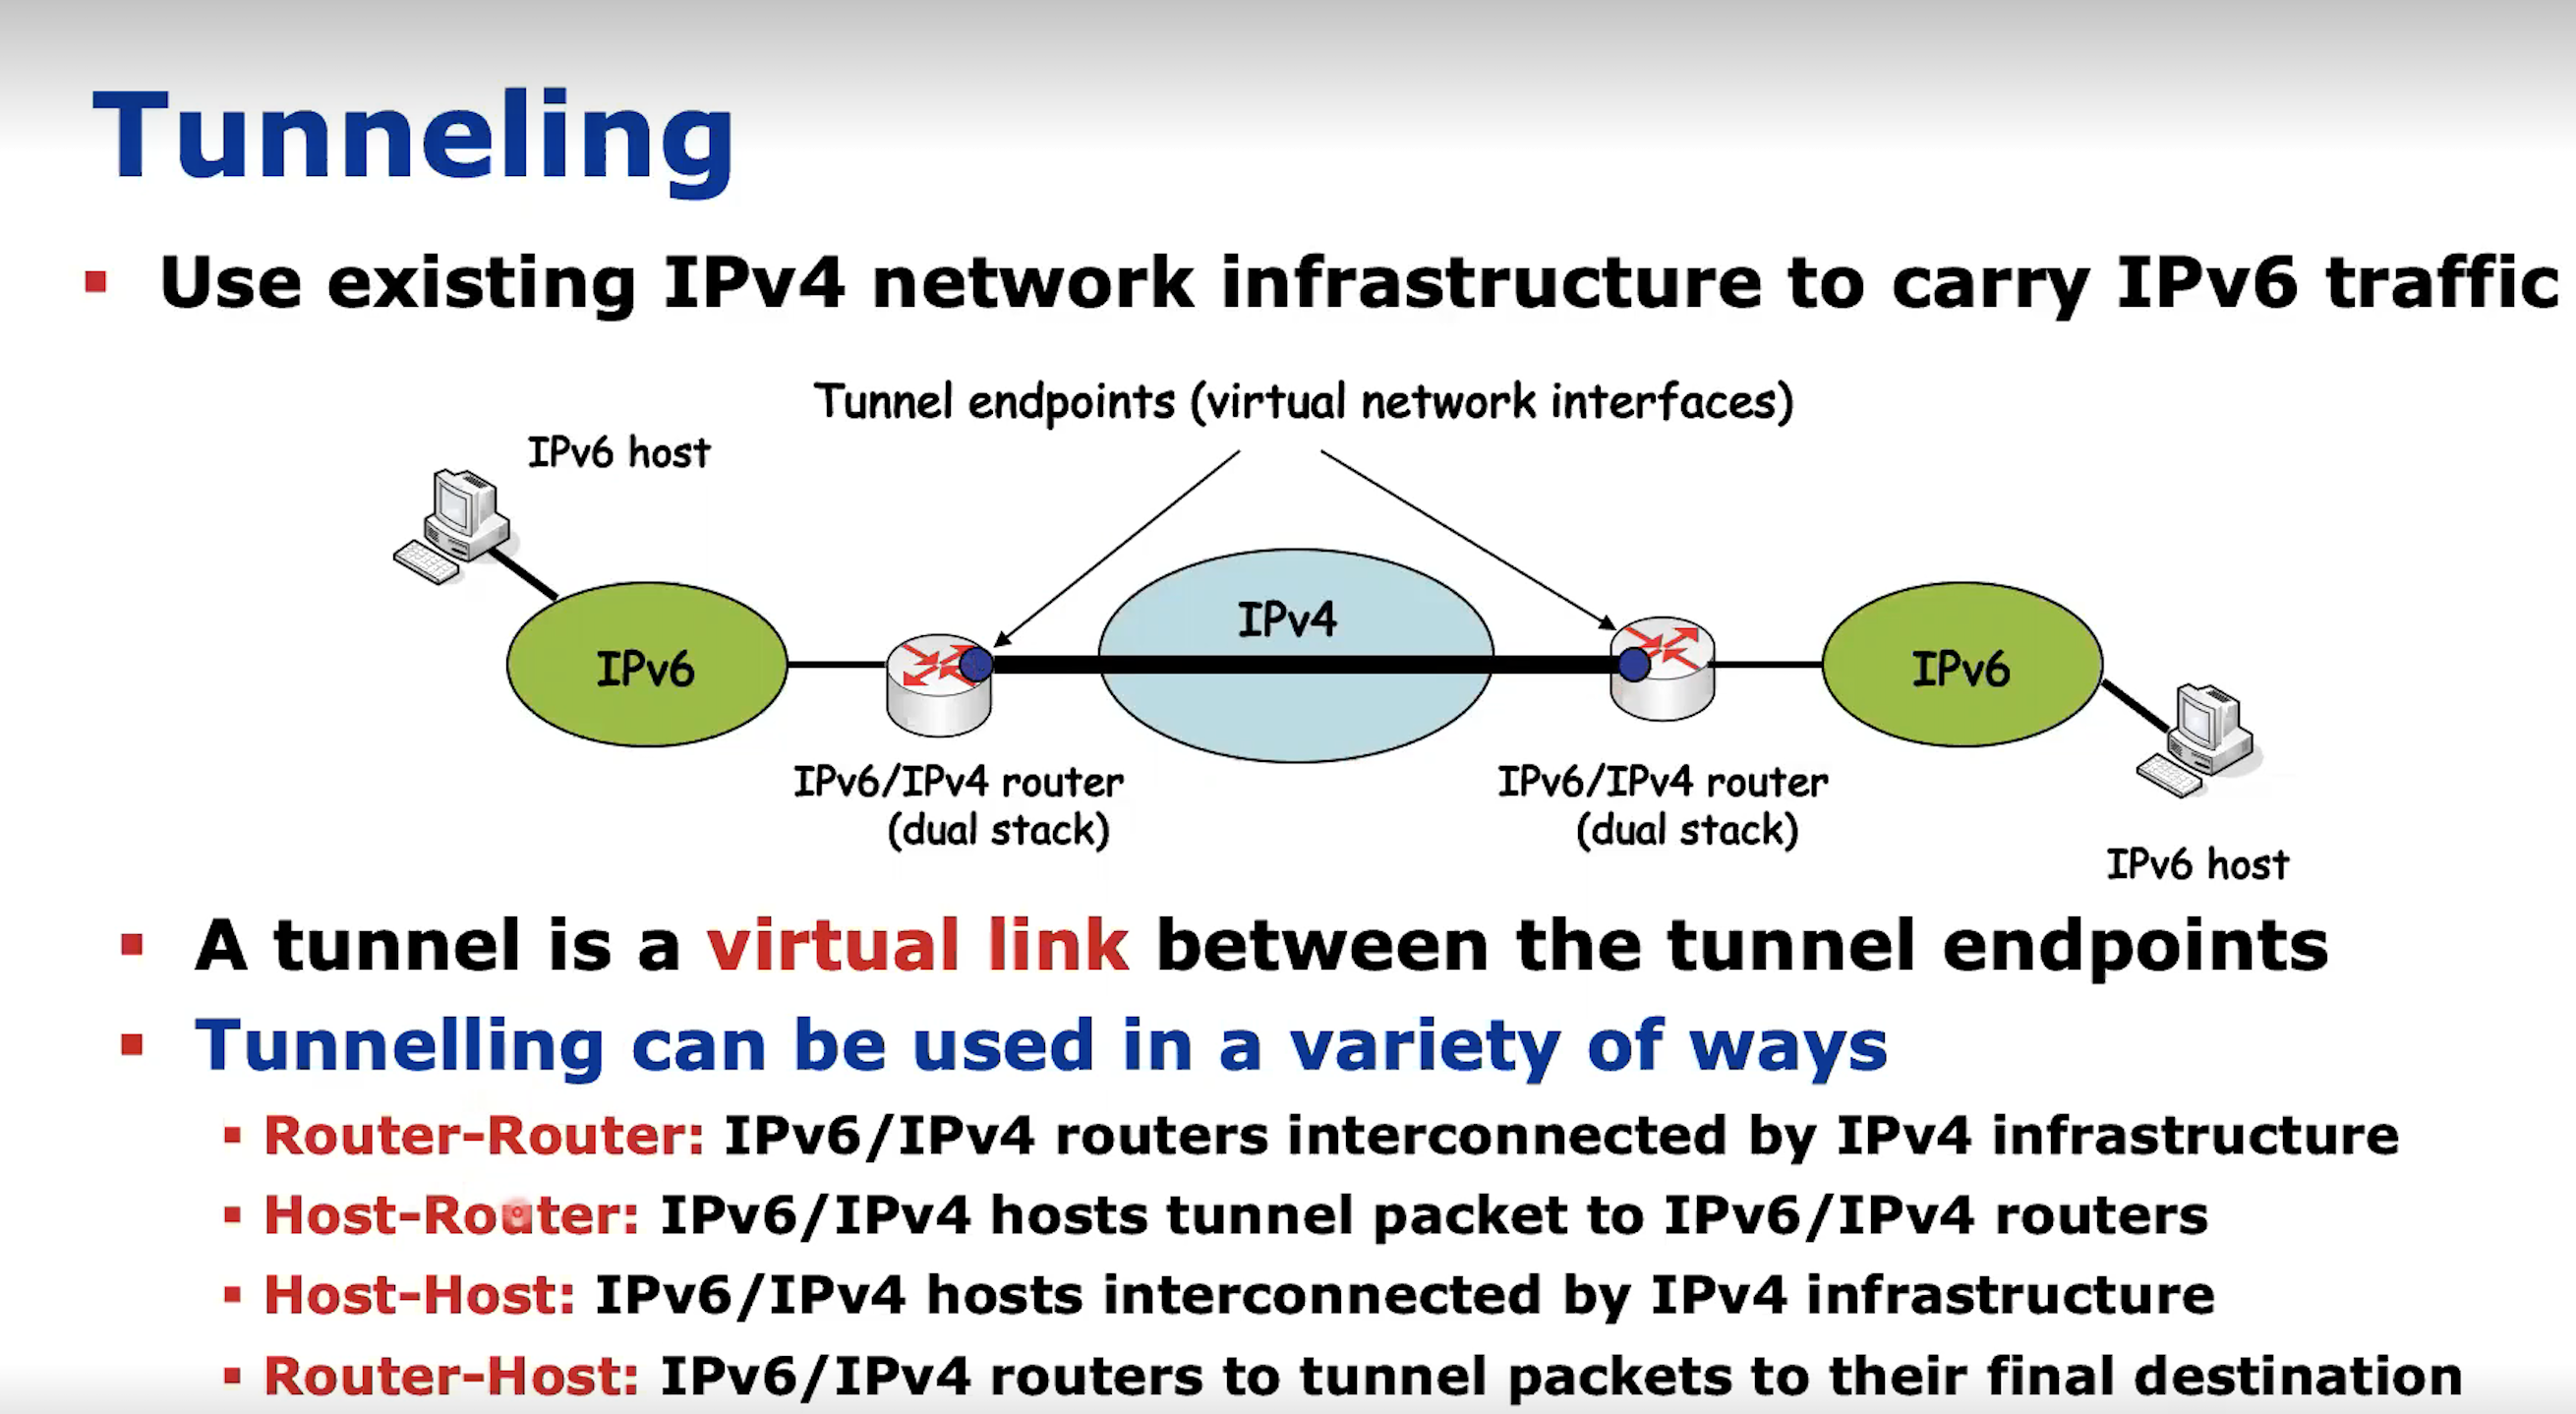 Tunneling
Use existing IPv4 network infrastructure to carry IPv6 traffic
Tunnel endpoints (virtual network interfaces)
IPv6 host
IPv4
IPv6
IPv6
IPv6/IPv4 router
(dual stack)
IPv6/IPv4 router
(dual stack)
IPv6 host
A tunnel is a virtual link between the tunnel endpoints
Tunnelling can be used in a variety of ways
Router-Router: IPv6/IPv4 routers interconnected by IPv4 infrastructure
Host-Router: IPv6/IPv4 hosts tunnel packet to IPv6/IPv4 routers
Host-Host: IPv6/IPv4 hosts interconnected by IPv4 infrastructure
Router-Host: IPv6/IPv4 routers to tunnel packets to their final destination